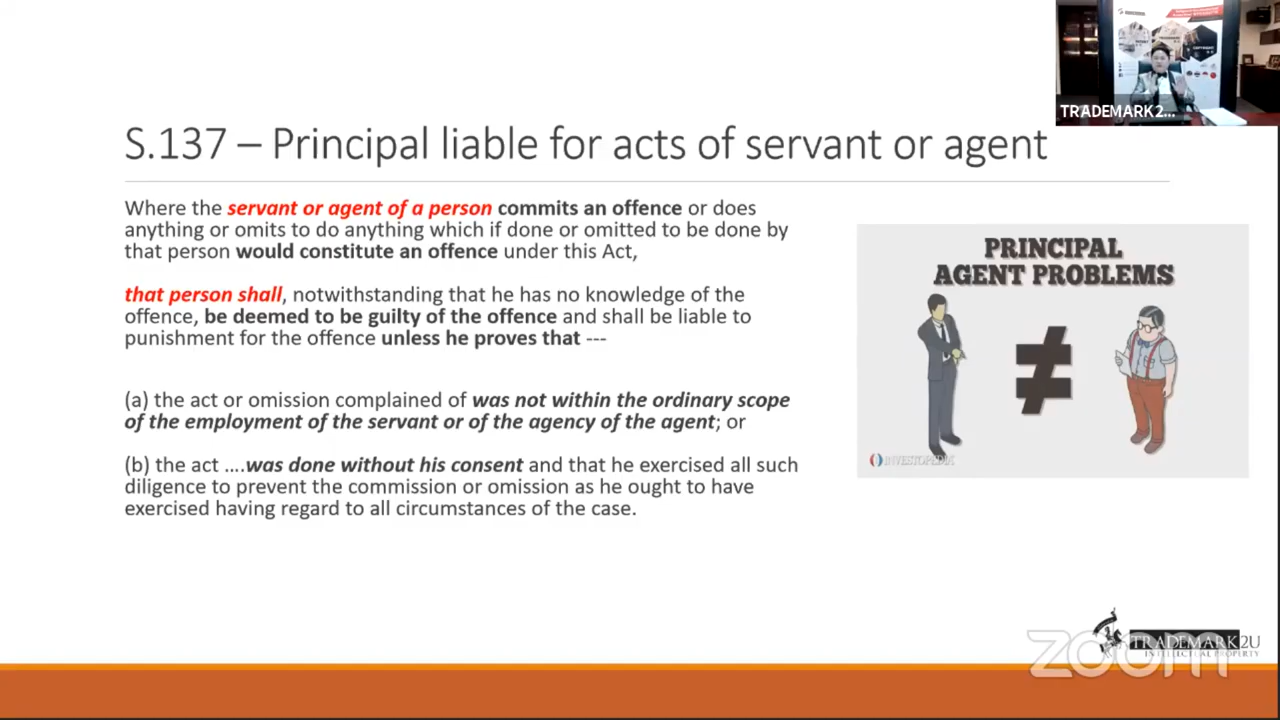 TRADEMARK2...
S.137 – Principal liable for acts of servant or agent
Where the servant or agent of a person commits an offence or does
anything or omits to do anything which if done or omitted to be done by
that person would constitute an offence under this Act,
that person shall, notwithstanding that he has no knowledge of the
offence, be deemed to be guilty of the offence and shall be liable to
punishment for the offence unless he proves that ---
(a) the act or omission complained of was not within the ordinary scope
of the employment of the servant or of the agency of the agent; or
(b) the act ....was done without his consent and that he exercised all such
diligence to prevent the commission or omission as he ought to have
exercised having regard to all circumstances of the case.
PRINCIPAL
AGENT PROBLEMS
≠
INVESTOPEDIA
TRADEMARK2U
INTELLECTUAL PROPERTY
zoom